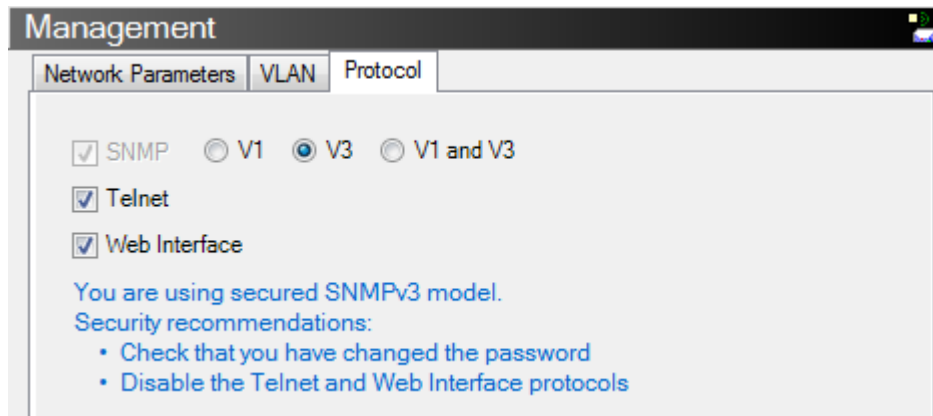 Management
Network Parameters VLAN Protocol
SNMP V1 V3 V1 and V3
Telnet
Web Interface
You are using secured SNMPv3 model.
Security recommendations:
• Check that you have changed the password
• Disable the Telnet and Web Interface protocols